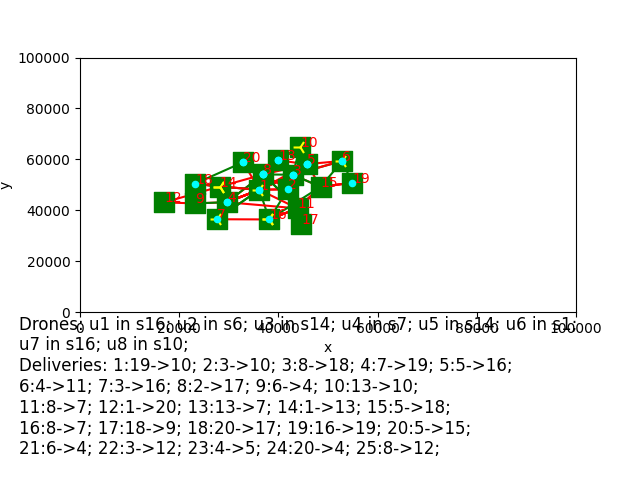 100000
80000
60000
40000
20000
0
y
0 20000 40000 60000 80000 100000
x
Drones: u1 in s16; u2 in s6; u3 in s14; u4 in s7; u5 in s14; u6 in s1;
u7 in s16; u8 in s10;
Deliveries: 1:19->10; 2:3->10; 3:8->18; 4:7->19; 5:5->16;
6:4->11; 7:3->16; 8:2->17; 9:6->4; 10:13->10;
11:8->7; 12:1->20; 13:13->7; 14:1->13; 15:5->18;
16:8->7; 17:18->9; 18:20->17; 19:16->19; 20:5->15;
21:6->4; 22:3->12; 23:4->5; 24:20->4; 25:8->12;